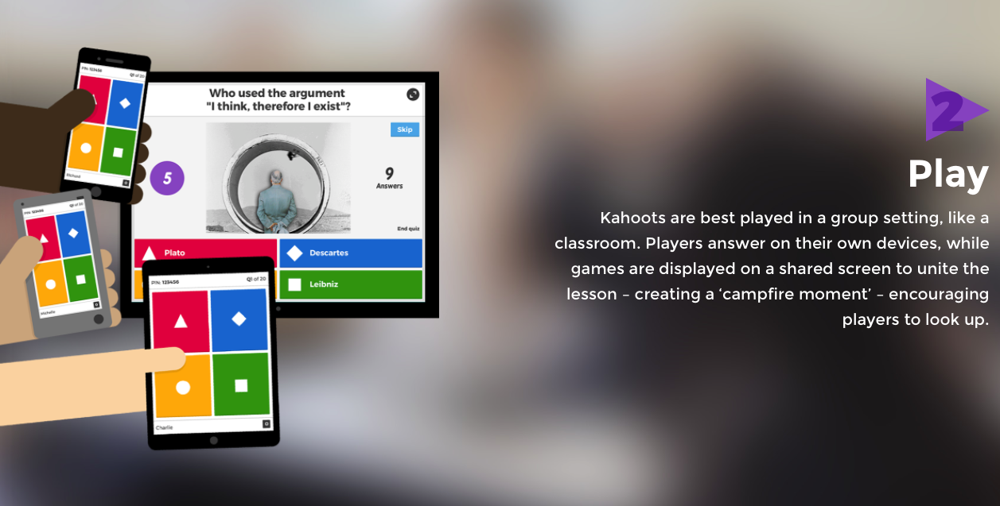 PIN: 123456
Q1 of 20
Richard
0
Who used the argument
"I think, therefore I exist"?
Skip
5
9
Answers
End quiz
Plato
Descartes
Leibniz
PIN: 123456
Q1 of 20
Michelle
0
PIN: 123456
Q1 of 20
Charlie
0
2
Play
Kahoots are best played in a group setting, like a
classroom. Players answer on their own devices, while
games are displayed on a shared screen to unite the
lesson – creating a ‘campfire moment’ – encouraging
players to look up.